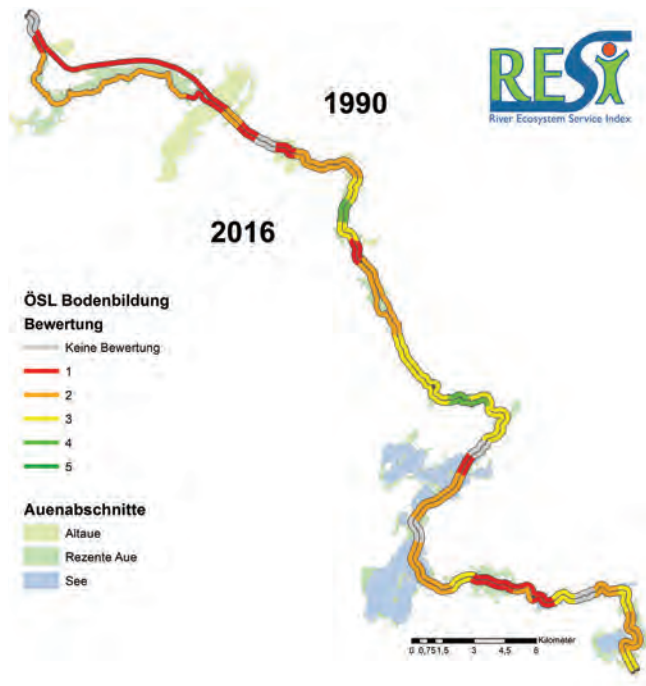 RESI
River Ecosystem Service Index
1990
2016
ÖSL Bodenbildung
Bewertung
Keine Bewertung
1
2
3
4
5
Auenabschnitte
Altaue
Rezente Aue
See
Kilometer
0 0,75 1,5 3 4,5 6